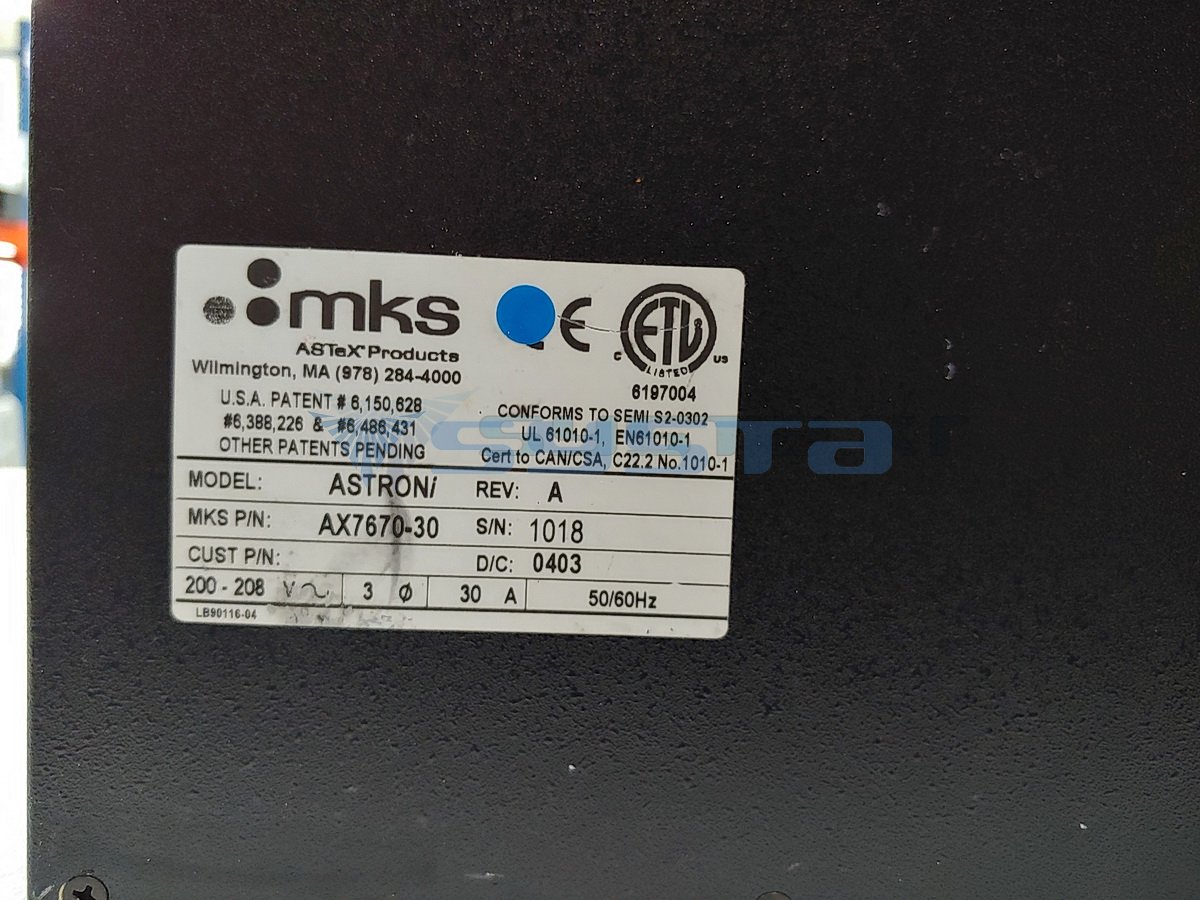 mks
ASTeX® Products
Wilmington, MA (978) 284-4000
U.S.A. PATENT # 6,150,628
#6,388,226 & #6,486,431
OTHER PATENTS PENDING
CE
C ETL US
LISTED
6197004
CONFORMS TO SEMI S2-0302
UL 61010-1, EN61010-1
Cert to CAN/CSA, C22.2 No.1010-1
MODEL: ASTRONi REV: A
MKS P/N: AX7670-30 S/N: 1018
CUST P/N: D/C: 0403
200 - 208 V~ 3 Ø 30 A 50/60Hz
LB90116-04